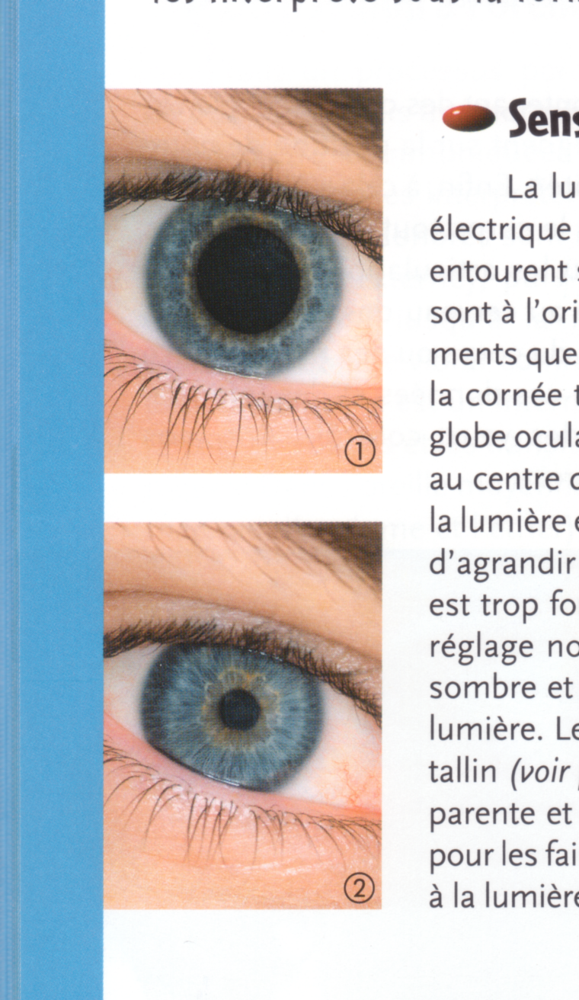 Sens
La lu
électrique
entourent s
sont à l'ori
ments que
la cornée t
globe ocula
au centre
la lumière e
d'agrandir
est trop fo
réglage no
sombre et
lumière. Le
tallin (voir
parente et
pour les fai
à la lumière
①
②